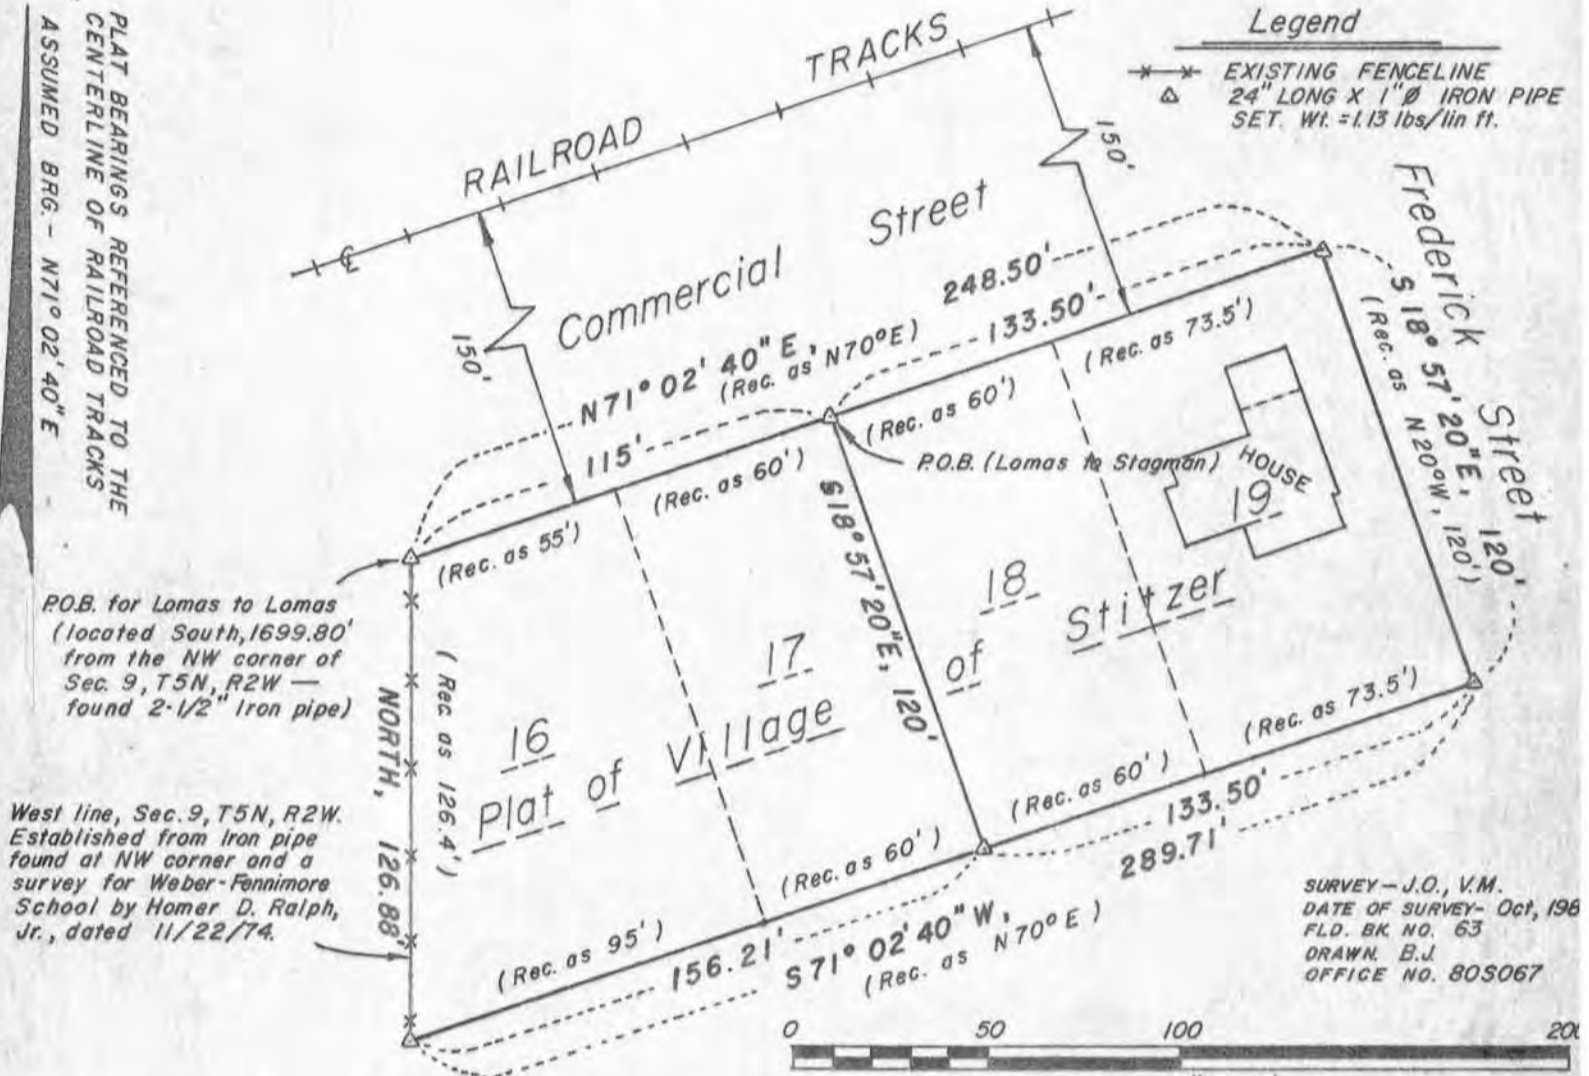 PLAT BEARINGS REFERENCED TO THE
CENTERLINE OF RAILROAD TRACKS
ASSUMED BRG. - N71° 02' 40" E
RAILROAD TRACKS
℄
Legend
EXISTING FENCELINE
24" LONG X 1"Ø IRON PIPE
SET. Wt. = 1.13 lbs/lin ft.
150'
150'
Commercial Street
Frederick Street
248.50'
N71° 02' 40" E,
(Rec. as N70°E)
133.50'
115'
(Rec. as 73.5')
(Rec. as 60')
(Rec. as 60')
(Rec. as 55')
P.O.B. (Lomas to Stagman)
S 18° 57' 20" E, 120'
(Rec. as N20°W, 120')
HOUSE
19
18
17
16
Plat of Village of Stitzer
S18° 57' 20"E, 120'
P.O.B. for Lomas to Lomas
(located South, 1699.80'
from the NW corner of
Sec. 9, T5N, R2W —
found 2-1/2" Iron pipe)
NORTH, 126.88'
(Rec as 126.4')
West line, Sec. 9, T5N, R2W.
Established from Iron pipe
found at NW corner and a
survey for Weber-Fennimore
School by Homer D. Ralph,
Jr., dated 11/22/74.
(Rec. as 73.5')
(Rec. as 60')
(Rec. as 60')
(Rec. as 95')
133.50'
289.71'
156.21'
S 71° 02' 40" W,
(Rec. as N70°E)
SURVEY - J.O., V.M.
DATE OF SURVEY- Oct, 198
FLD. BK. NO. 63
DRAWN. B.J.
OFFICE NO. 80S067
0 50 100 200